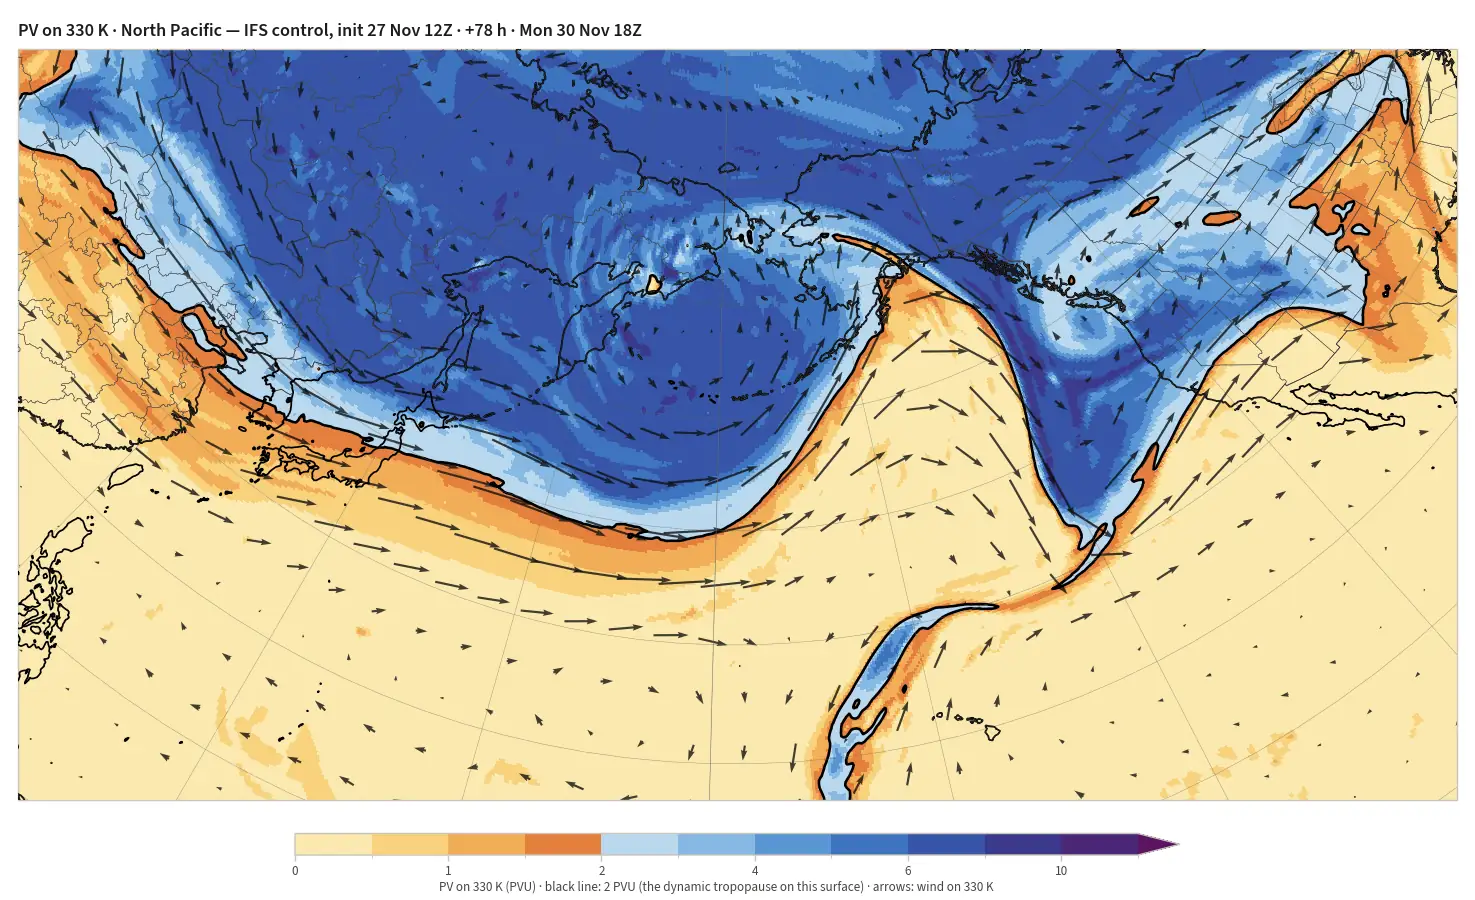 PV on 330 K · North Pacific — IFS control, init 27 Nov 12Z · +78 h · Mon 30 Nov 18Z
0 1 2 4 6 10
PV on 330 K (PVU) · black line: 2 PVU (the dynamic tropopause on this surface) · arrows: wind on 330 K